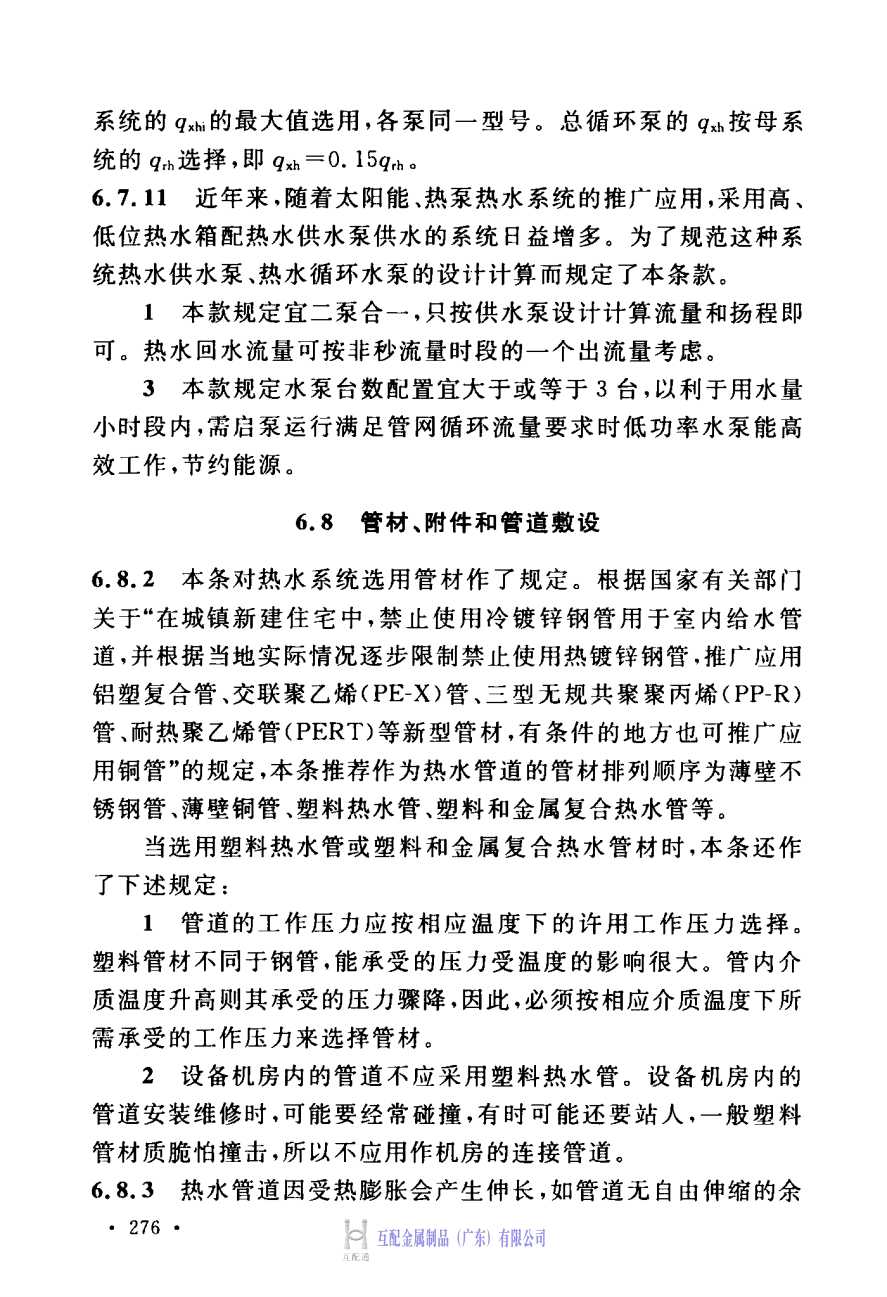 系统的 qxhi的最大值选用,各泵同一型号。总循环泵的 qxh按母系
统的 qrh选择,即 qxh=0.15qrh。
6.7.11 近年来,随着太阳能、热泵热水系统的推广应用,采用高、
低位热水箱配热水供水泵供水的系统日益增多。为了规范这种系
统热水供水泵、热水循环水泵的设计计算而规定了本条款。
1 本款规定宜二泵合一,只按供水泵设计计算流量和扬程即
可。热水回水流量可按非秒流量时段的一个出流量考虑。
3 本款规定水泵台数配置宜大于或等于 3 台,以利于用水量
小时段内,需启泵运行满足管网循环流量要求时低功率水泵能高
效工作,节约能源。
6.8 管材、附件和管道敷设
6.8.2 本条对热水系统选用管材作了规定。根据国家有关部门
关于“在城镇新建住宅中,禁止使用冷镀锌钢管用于室内给水管
道,并根据当地实际情况逐步限制禁止使用热镀锌钢管,推广应用
铝塑复合管、交联聚乙烯(PE-X)管、三型无规共聚聚丙烯(PP-R)
管、耐热聚乙烯管(PERT)等新型管材,有条件的地方也可推广应
用铜管”的规定,本条推荐作为热水管道的管材排列顺序为薄壁不
锈钢管、薄壁铜管、塑料热水管、塑料和金属复合热水管等。
当选用塑料热水管或塑料和金属复合热水管材时,本条还作
了下述规定:
1 管道的工作压力应按相应温度下的许用工作压力选择。
塑料管材不同于钢管,能承受的压力受温度的影响很大。管内介
质温度升高则其承受的压力骤降,因此,必须按相应介质温度下所
需承受的工作压力来选择管材。
2 设备机房内的管道不应采用塑料热水管。设备机房内的
管道安装维修时,可能要经常碰撞,有时可能还要站人,一般塑料
管材质脆怕撞击,所以不应用作机房的连接管道。
6.8.3 热水管道因受热膨胀会产生伸长,如管道无自由伸缩的余
· 276 ·
互配金属制品(广东)有限公司
互配通